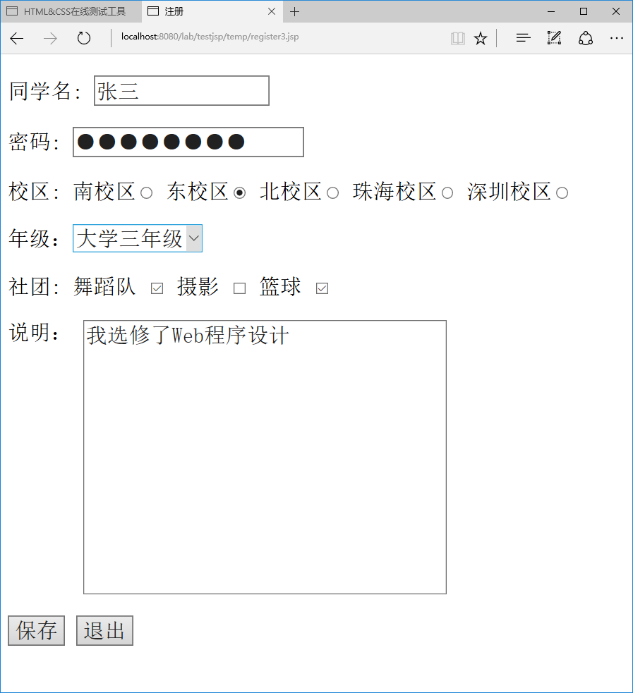 HTML&CSS在线测试工具 注册
localhost:8080/lab/testjsp/temp/register3.jsp
同学名: 张三
密码: ●●●●●●●●
校区: 南校区 东校区 北校区 珠海校区 深圳校区
年级: 大学三年级
社团: 舞蹈队 摄影 篮球
说明: 我选修了Web程序设计
保存 退出